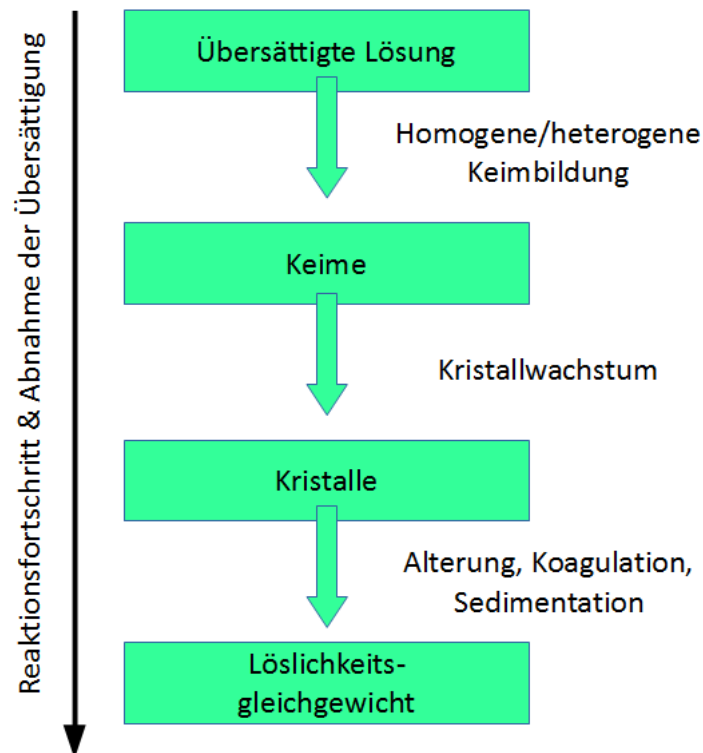 Reaktionsfortschritt & Abnahme der Übersättigung
Übersättigte Lösung
Homogene/heterogene
Keimbildung
Keime
Kristallwachstum
Kristalle
Alterung, Koagulation,
Sedimentation
Löslichkeits-
gleichgewicht